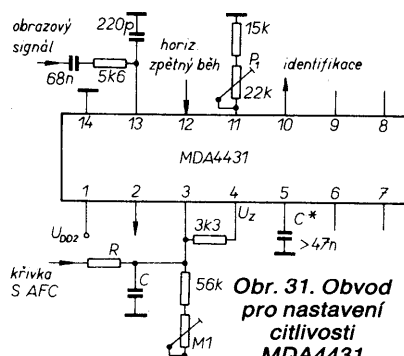 220p
15k
obrazový
signál
horiz.
zpětný běh
P1
identifikace
68n
5k6
22k
14 13 12 11 10 9 8
MDA4431
1 2 3 4 5 6 7
UDD2
3k3
UZ
C*
>47n
křivka
S AFC
R
C
56k
M1
Obr. 31. Obvod
pro nastavení
citlivosti
MDA4431